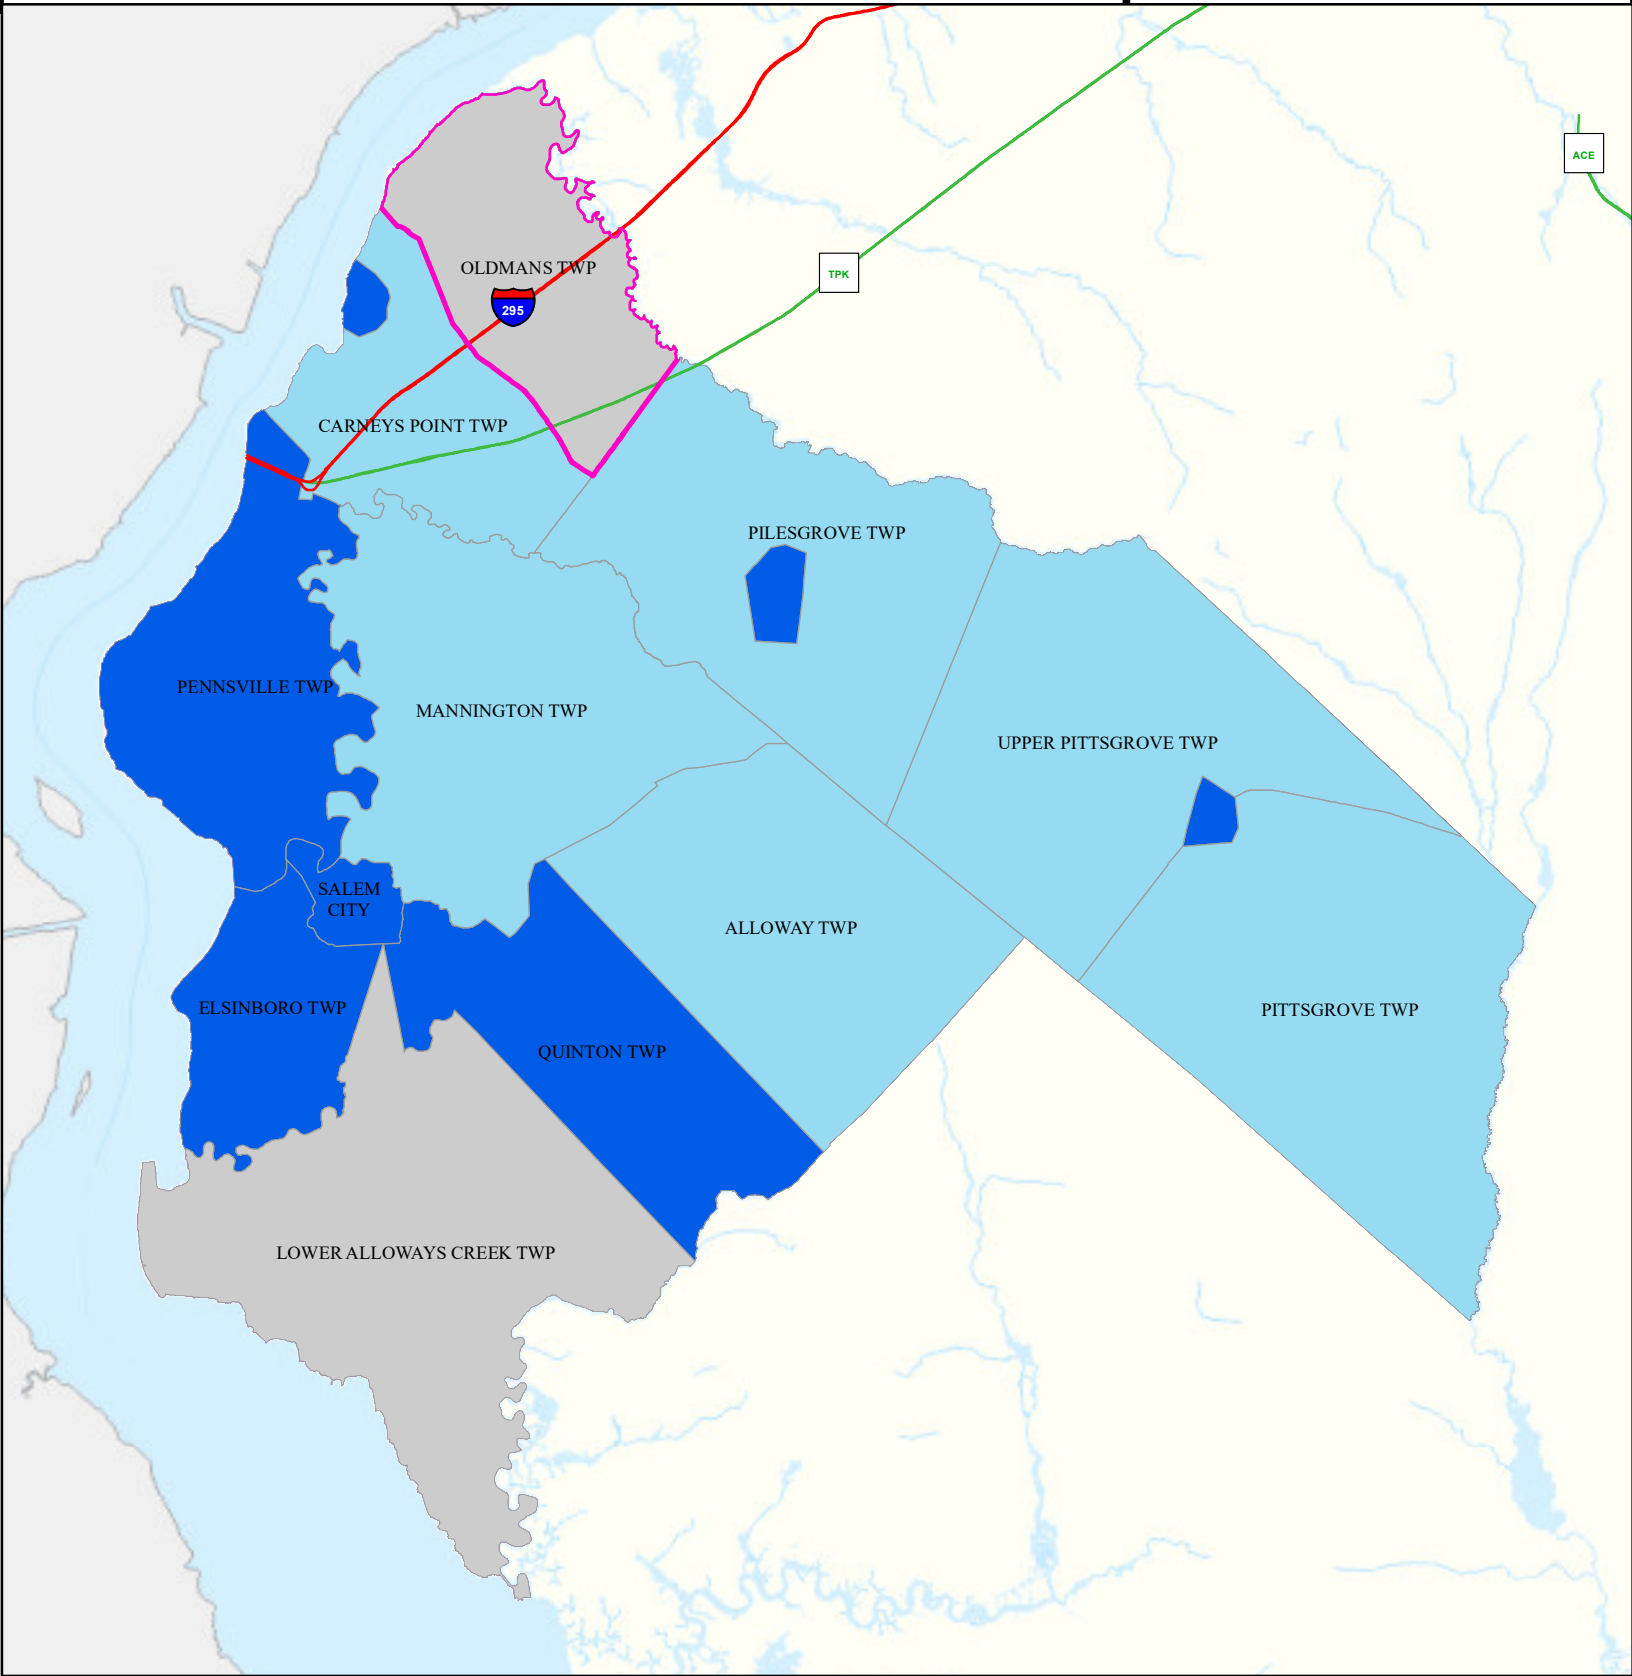 ACE
OLDMANS TWP
TPK
295
CARNEYS POINT TWP
PILESGROVE TWP
PENNSVILLE TWP
MANNINGTON TWP
UPPER PITTSGROVE TWP
SALEM
CITY
ALLOWAY TWP
ELSINBORO TWP
PITTSGROVE TWP
QUINTON TWP
LOWER ALLOWAYS CREEK TWP